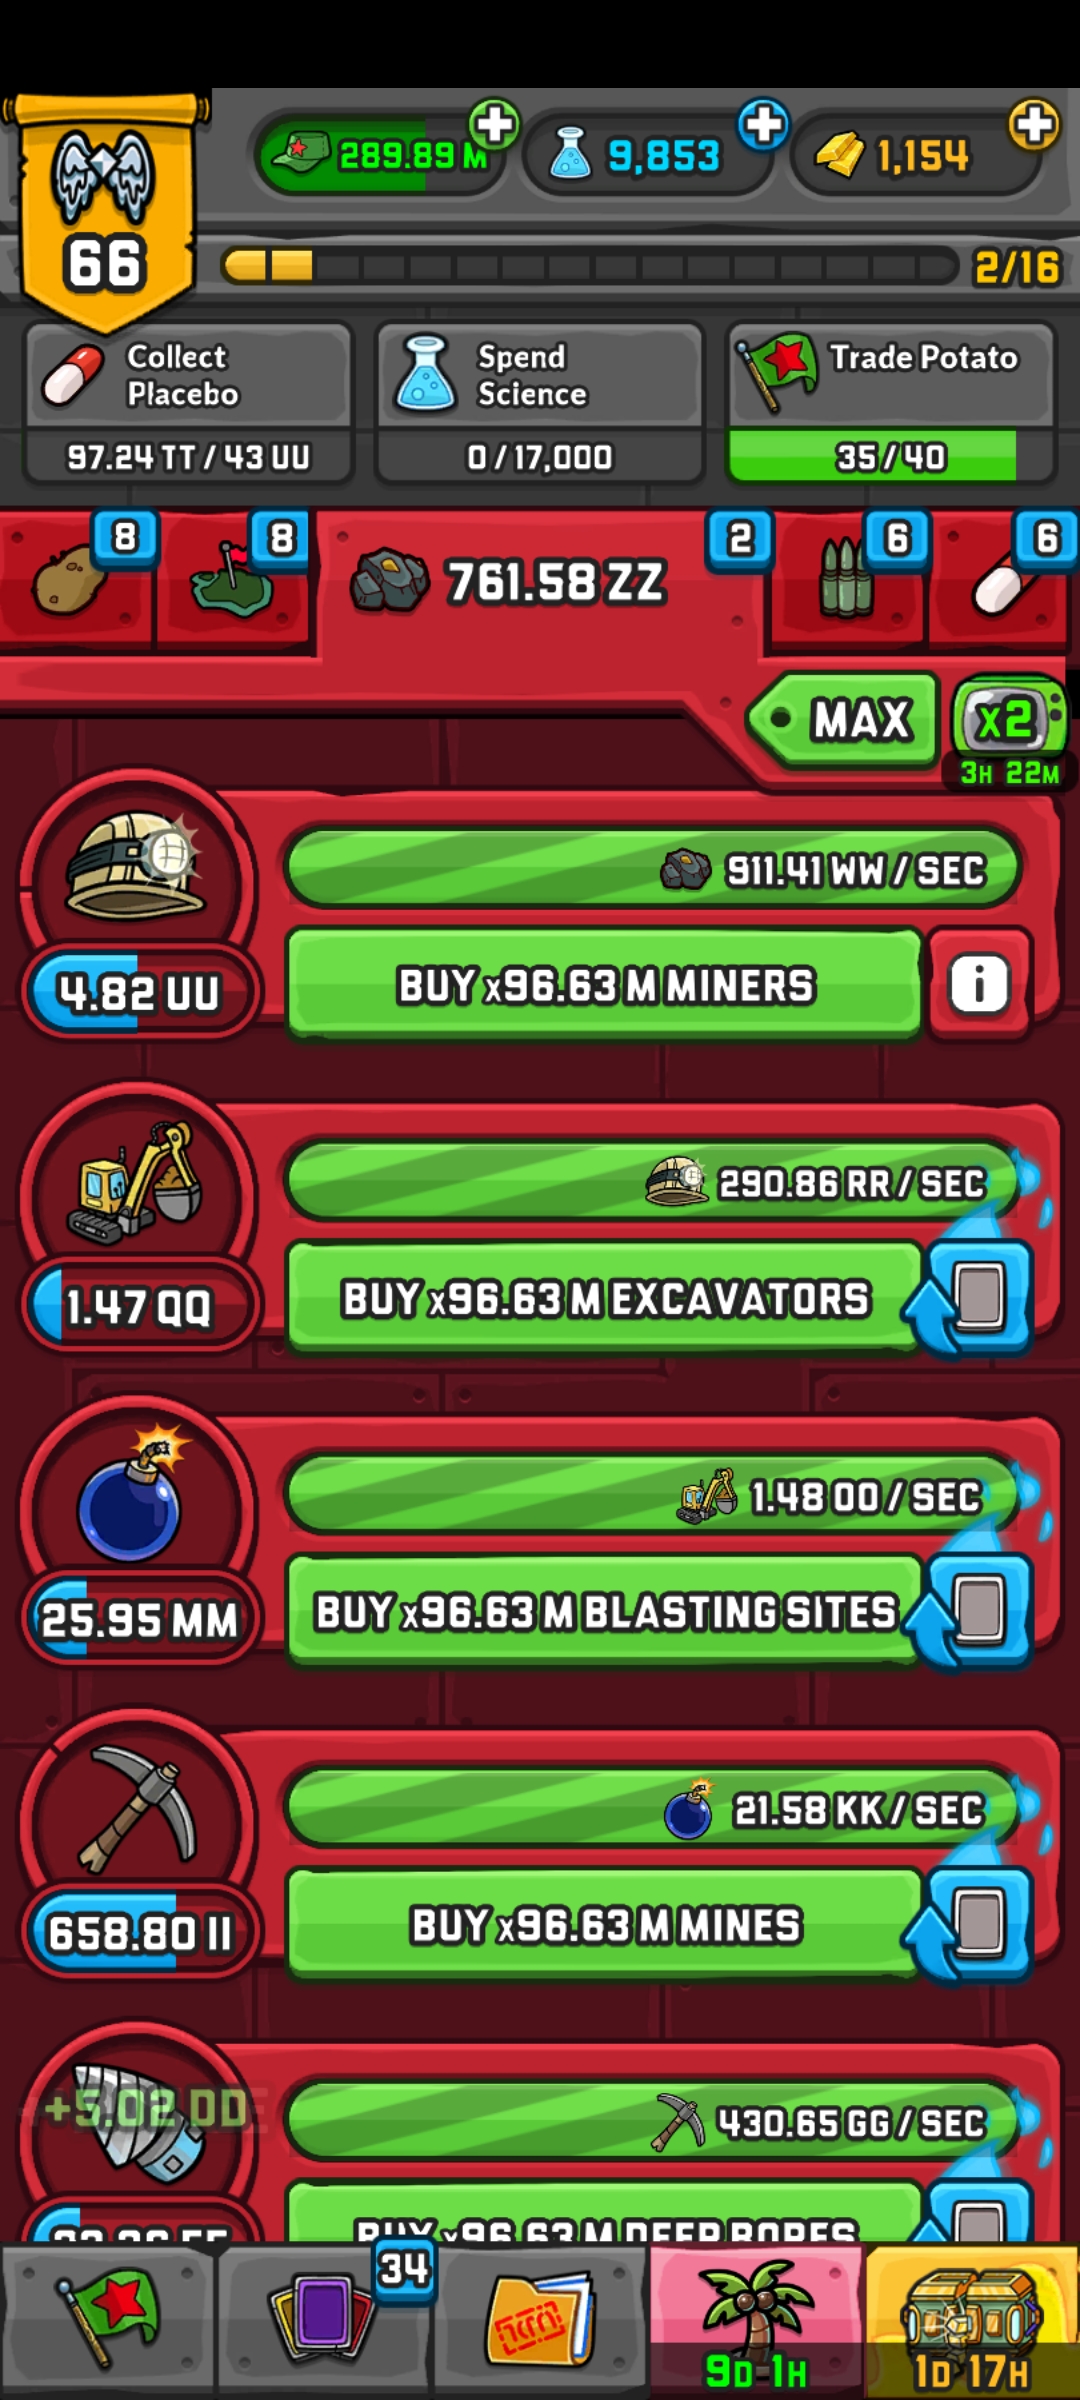 289.89 M
9,853
1,154
66
2/16
Collect
Placebo
97.24 TT / 43 UU
Spend
Science
0 / 17,000
Trade Potato
35 / 40
8
8
761.58 ZZ
2
6
6
MAX
x2
3H 22M
911.41 WW / SEC
4.82 UU
BUY x96.63 M MINERS
i
290.86 RR / SEC
1.47 QQ
BUY x96.63 M EXCAVATORS
1.48 OO / SEC
25.95 MM
BUY x96.63 M BLASTING SITES
21.58 KK / SEC
658.80 II
BUY x96.63 M MINES
+5.02 DD
430.65 GG / SEC
BUY x96.63 M DEEP BORES
34
9D 1H
1D 17H